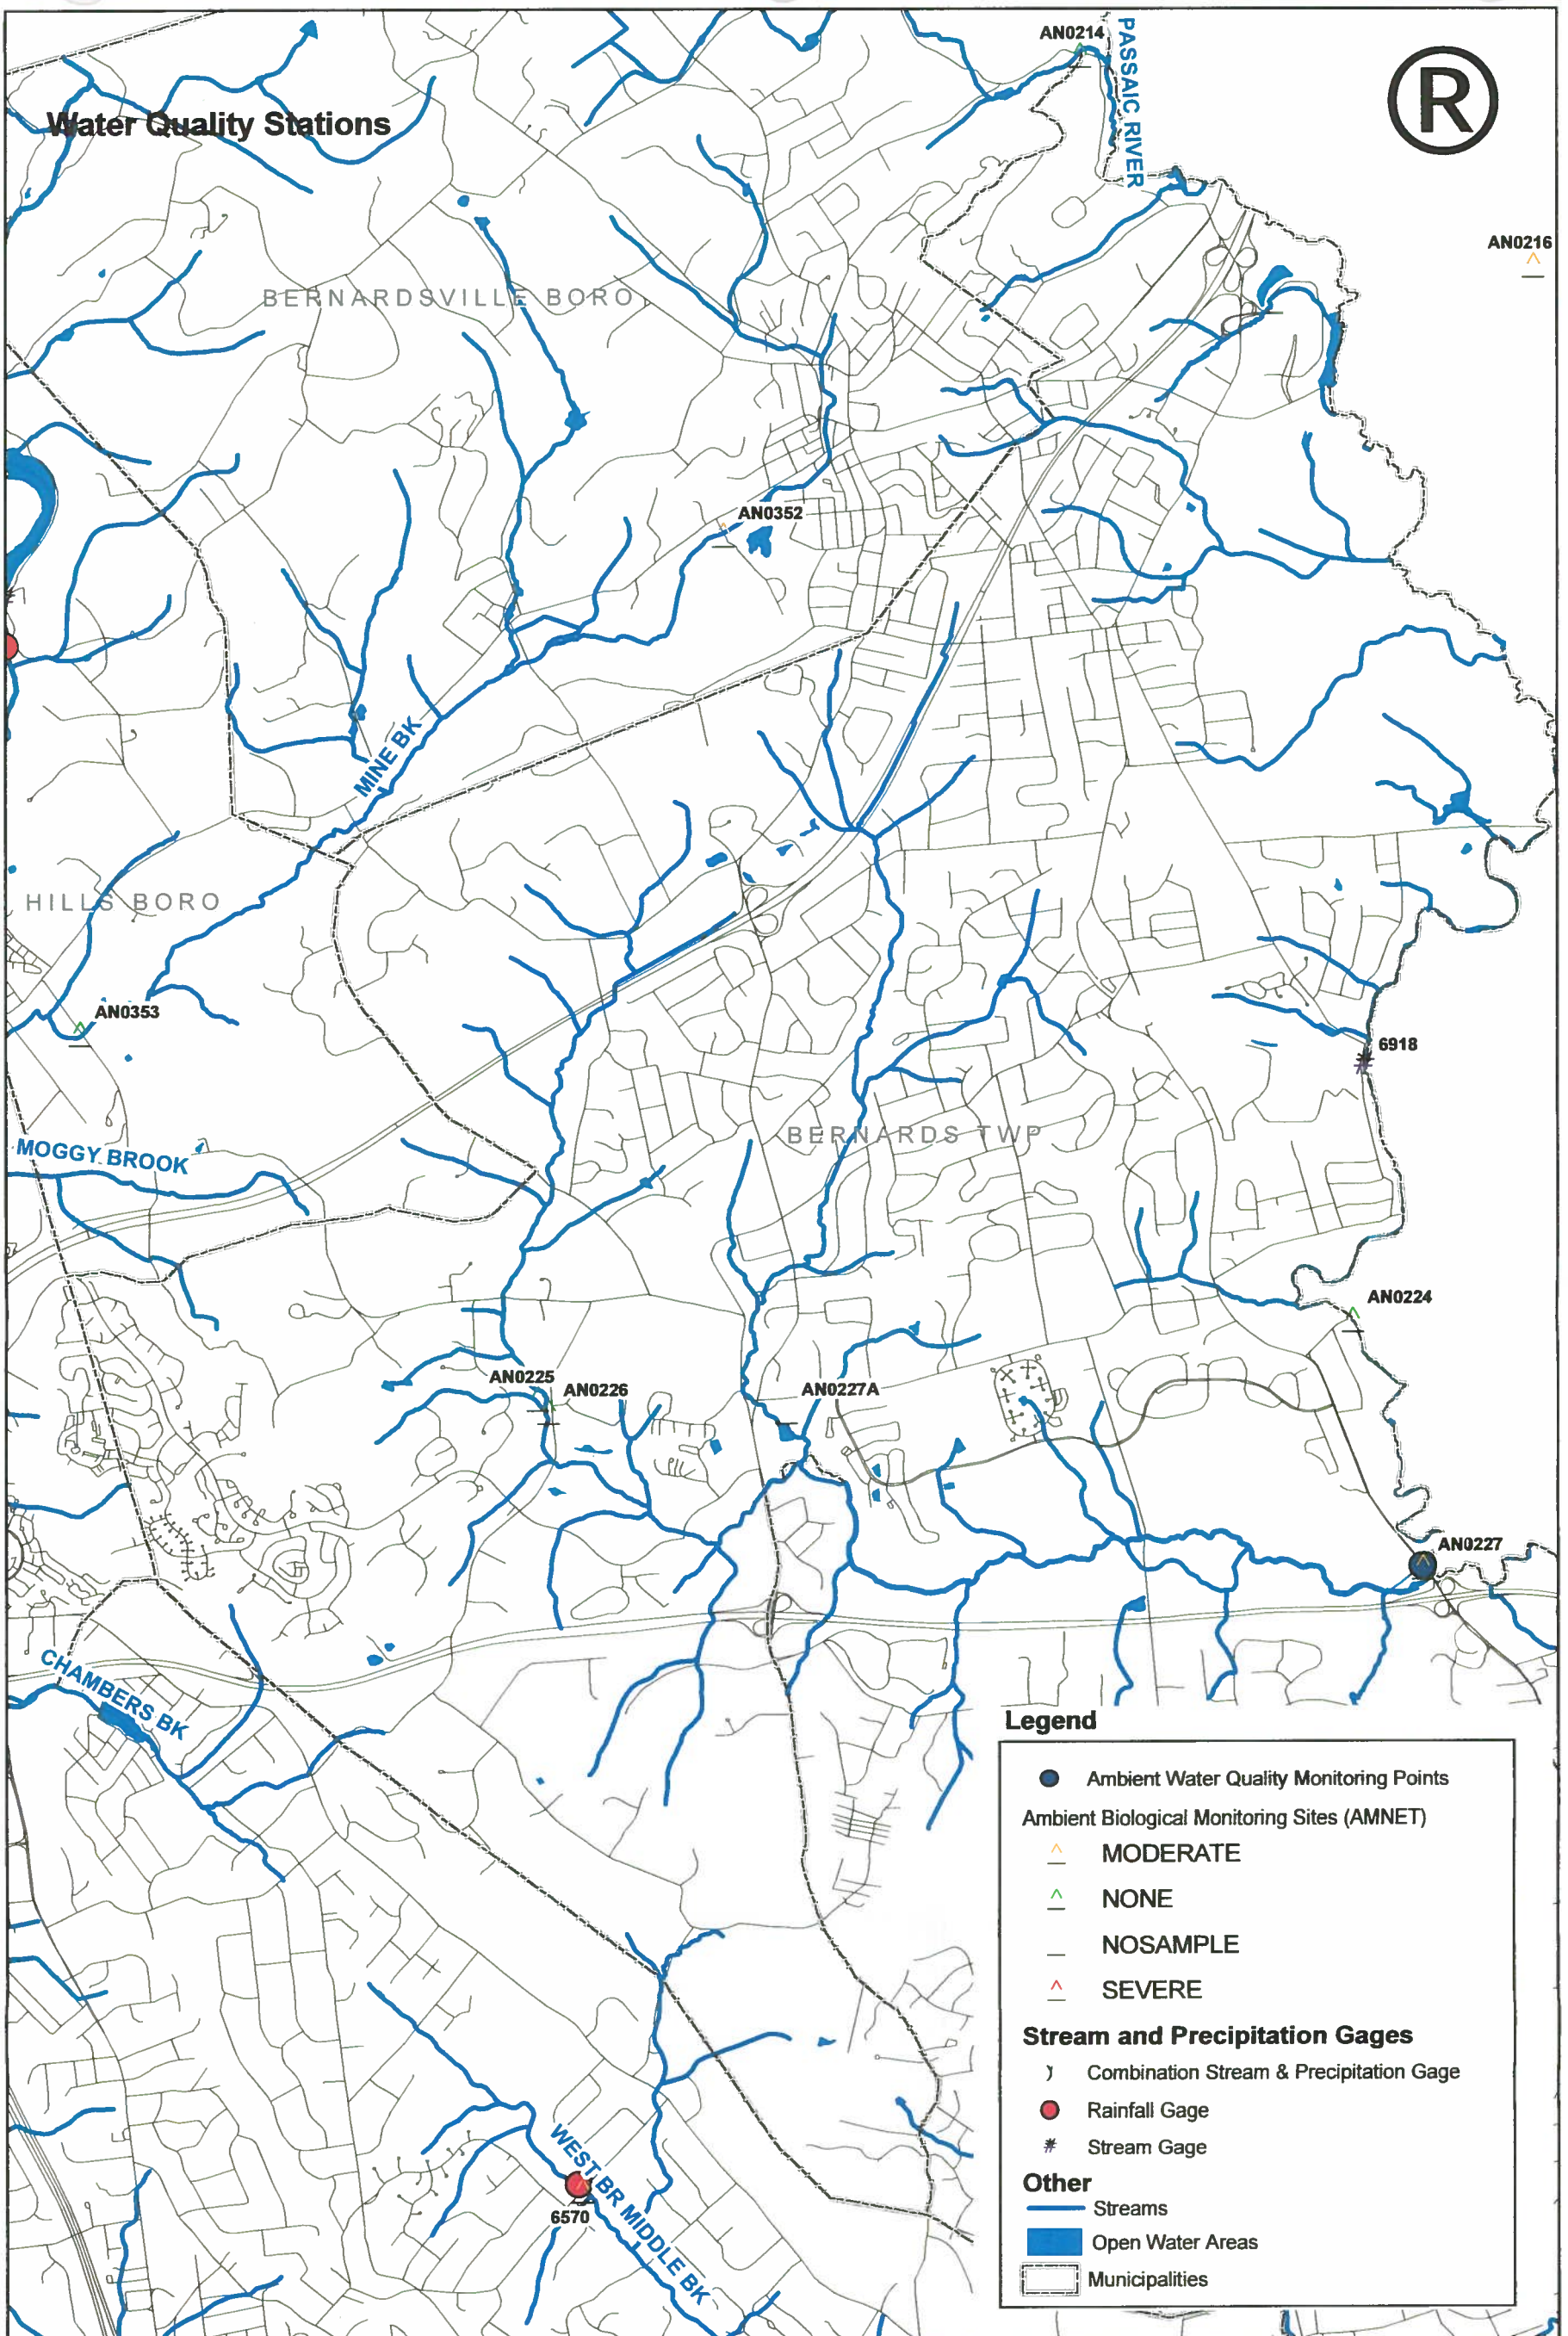 AN0214
PASSAIC RIVER
R
Water Quality Stations
AN0216
BERNARDSVILLE BORO
AN0352
MINE BK
HILLS BORO
AN0353
6918
BERNARDS TWP
MOGGY BROOK
AN0224
AN0225
AN0226
AN0227A
AN0227
CHAMBERS BK
WEST BR MIDDLE BK
6570
Legend
Ambient Water Quality Monitoring Points
Ambient Biological Monitoring Sites (AMNET)
MODERATE
NONE
NOSAMPLE
SEVERE
Stream and Precipitation Gages
Combination Stream & Precipitation Gage
Rainfall Gage
Stream Gage
Other
Streams
Open Water Areas
Municipalities